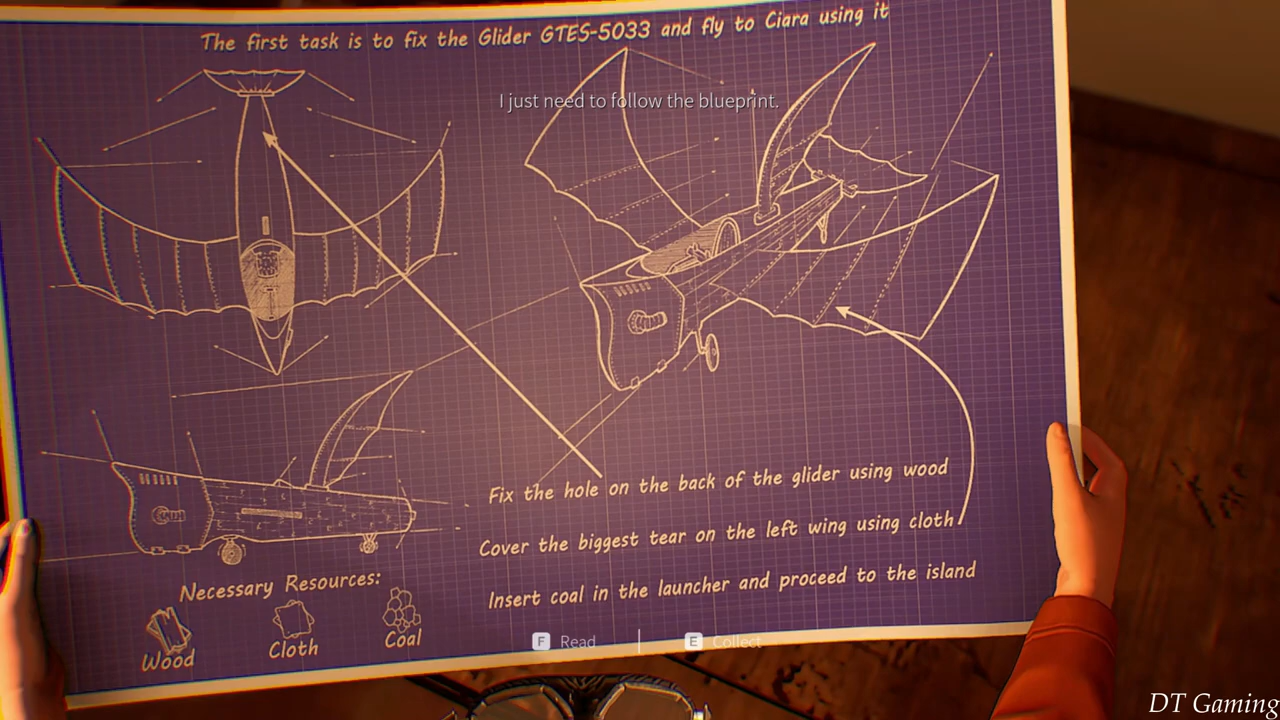 The first task is to fix the Glider GTES-5033 and fly to Ciara using it
I just need to follow the blueprint.
Fix the hole on the back of the glider using wood
Cover the biggest tear on the left wing using cloth
Insert coal in the launcher and proceed to the island
Necessary Resources:
Wood
Cloth
Coal
F Read
E Collect
DT Gaming